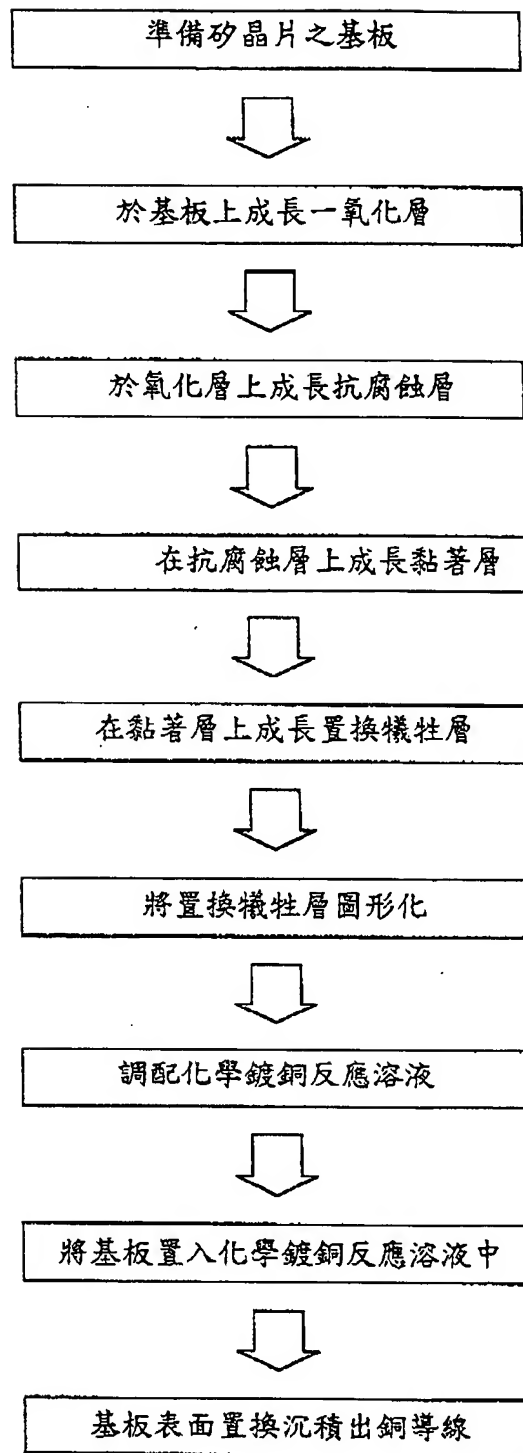 準備矽晶片之基板
於基板上成長一氧化層
於氧化層上成長抗腐蝕層
在抗腐蝕層上成長黏著層
在黏著層上成長置換犧牲層
將置換犧牲層圖形化
調配化學鍍銅反應溶液
將基板置入化學鍍銅反應溶液中
基板表面置換沉積出銅導線